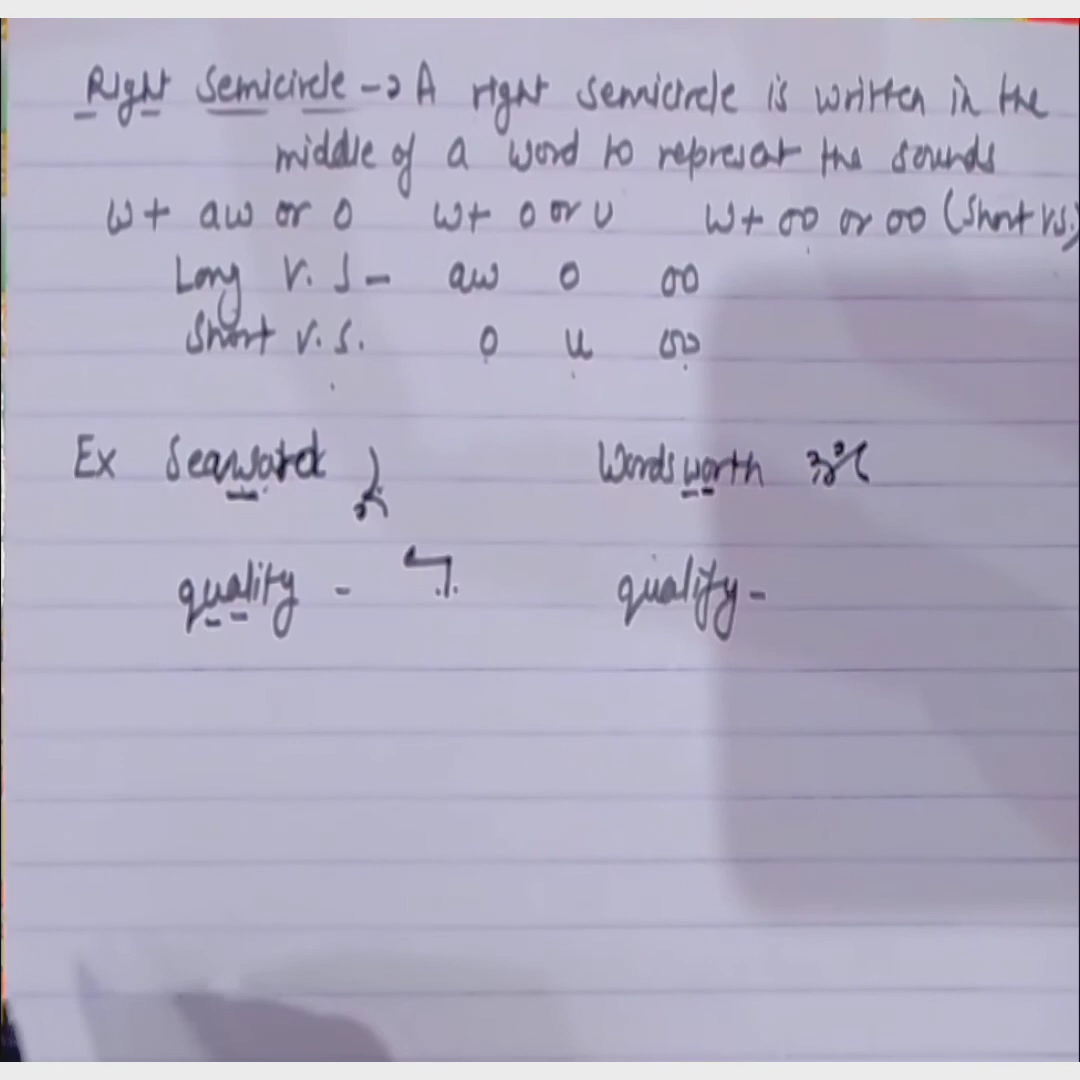 Right Semicircle → A right semicircle is written in the
middle of a word to represent the sounds
w + aw or o w + o or u w + oo or oo (Short v.s.)
Long v. s - aw o oo
Short v. s. o u oo
Ex Seaward Wordsworth
quality - qualify -